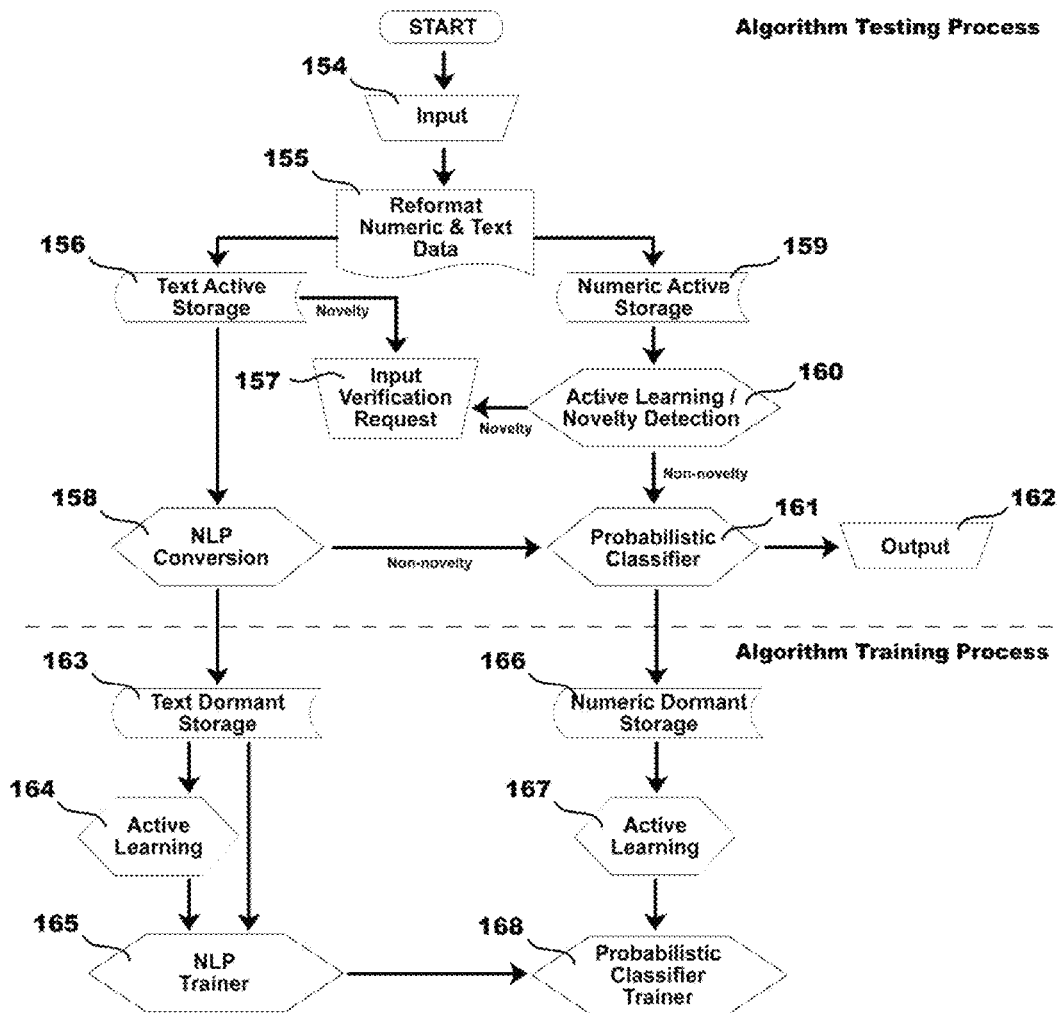 START
Algorithm Testing Process
154
Input
155
Reformat
Numeric & Text
Data
156
159
Text Active
Storage
Numeric Active
Storage
Novelty
157
Input
Verification
Request
160
Active Learning /
Novelty Detection
Novelty
Non-novelty
158
NLP
Conversion
Non-novelty
161
Probabilistic
Classifier
162
Output
Algorithm Training Process
163
Text Dormant
Storage
166
Numeric Dormant
Storage
164
Active
Learning
167
Active
Learning
165
NLP
Trainer
168
Probabilistic
Classifier
Trainer